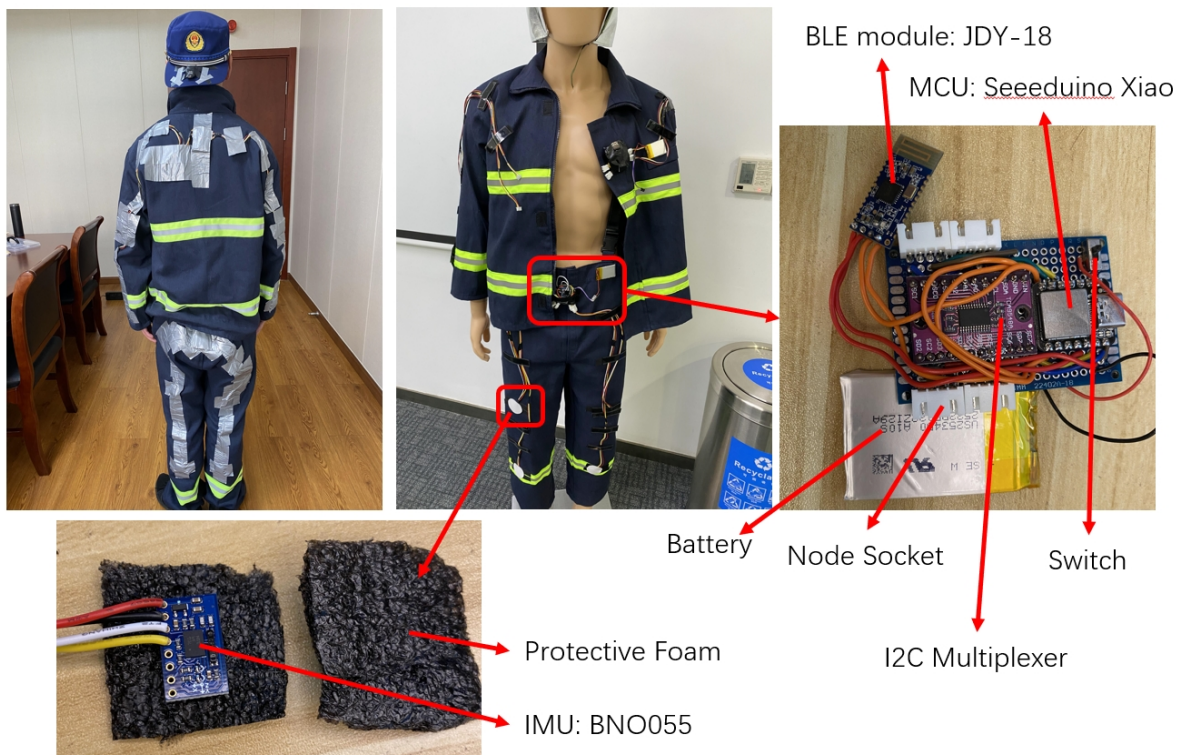 BLE module: JDY-18
MCU: Seeeduino Xiao
Battery
Node Socket
Switch
I2C Multiplexer
Protective Foam
IMU: BNO055